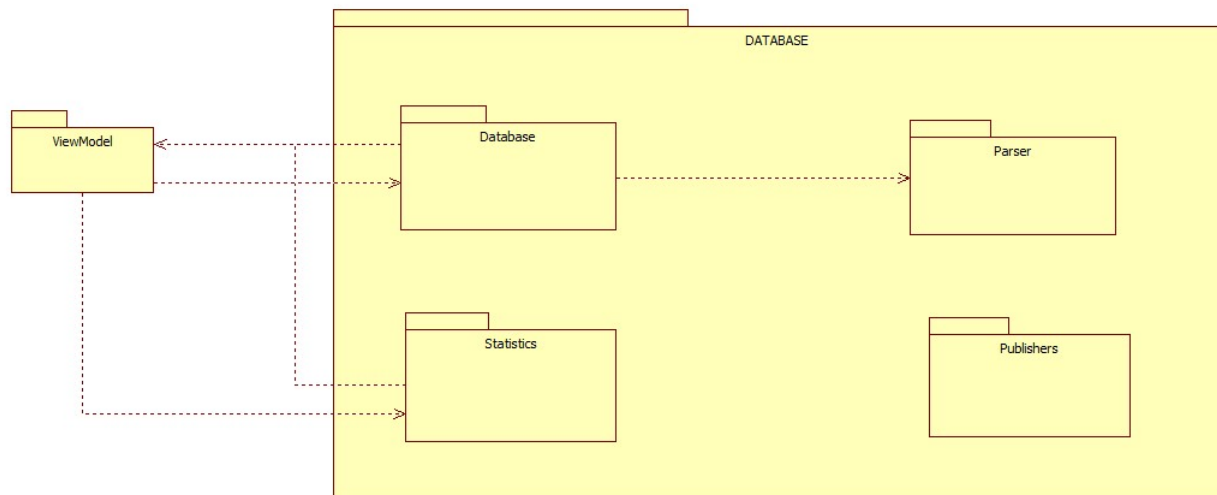 DATABASE
ViewModel
Database
Parser
Statistics
Publishers